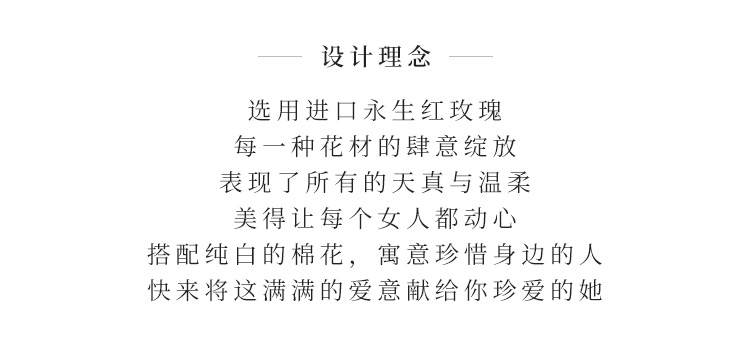 设计理念
选用进口永生红玫瑰
每一种花材的肆意绽放
表现了所有的天真与温柔
美得让每个女人都动心
搭配纯白的棉花，寓意珍惜身边的人
快来将这满满的爱意献给你珍爱的她